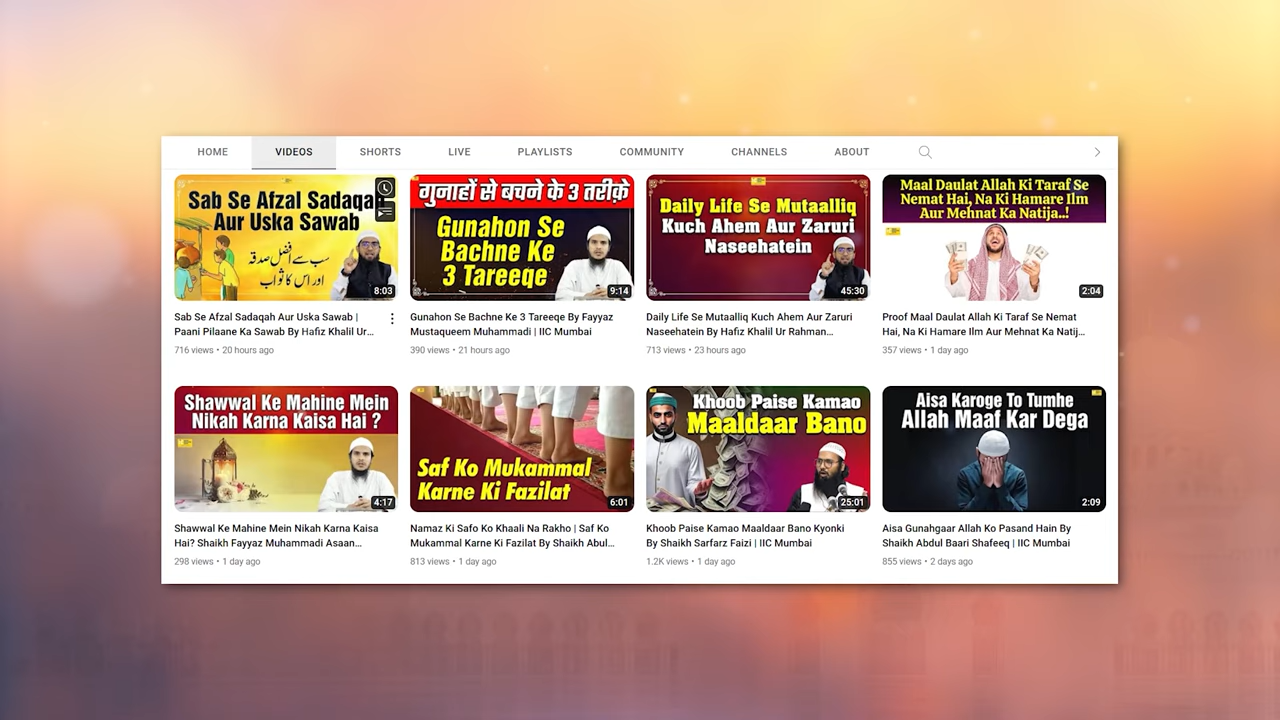 HOME VIDEOS SHORTS LIVE PLAYLISTS COMMUNITY CHANNELS ABOUT
Sab Se Afzal Sadaqah
Aur Uska Sawab
سب سے افضل صدقہ
اور اس کا ثواب
8:03
गुनाहों से बचने के 3 तरीक़े
Gunahon Se
Bachne Ke
3 Tareeqe
9:14
Daily Life Se Mutaalliq
Kuch Ahem Aur Zaruri
Naseehatein
45:30
Maal Daulat Allah Ki Taraf Se
Nemat Hai, Na Ki Hamare Ilm
Aur Mehnat Ka Natija..!
2:04
Sab Se Afzal Sadaqah Aur Uska Sawab |
Paani Pilaane Ka Sawab By Hafiz Khalil Ur...
716 views • 20 hours ago
Gunahon Se Bachne Ke 3 Tareeqe By Fayyaz
Mustaqueem Muhammadi | IIC Mumbai
390 views • 21 hours ago
Daily Life Se Mutaalliq Kuch Ahem Aur Zaruri
Naseehatein By Hafiz Khalil Ur Rahman...
713 views • 23 hours ago
Proof Maal Daulat Allah Ki Taraf Se Nemat
Hai, Na Ki Hamare Ilm Aur Mehnat Ka Natij...
357 views • 1 day ago
Shawwal Ke Mahine Mein
Nikah Karna Kaisa Hai ?
4:17
Saf Ko Mukammal
Karne Ki Fazilat
6:01
Khoob Paise Kamao
Maaldaar Bano
25:01
Aisa Karoge To Tumhe
Allah Maaf Kar Dega
2:09
Shawwal Ke Mahine Mein Nikah Karna Kaisa
Hai? Shaikh Fayyaz Muhammadi Asaan...
298 views • 1 day ago
Namaz Ki Safo Ko Khaali Na Rakho | Saf Ko
Mukammal Karne Ki Fazilat By Shaikh Abul...
813 views • 1 day ago
Khoob Paise Kamao Maaldaar Bano Kyonki
By Shaikh Sarfarz Faizi | IIC Mumbai
1.2K views • 1 day ago
Aisa Gunahgaar Allah Ko Pasand Hain By
Shaikh Abdul Baari Shafeeq | IIC Mumbai
855 views • 2 days ago